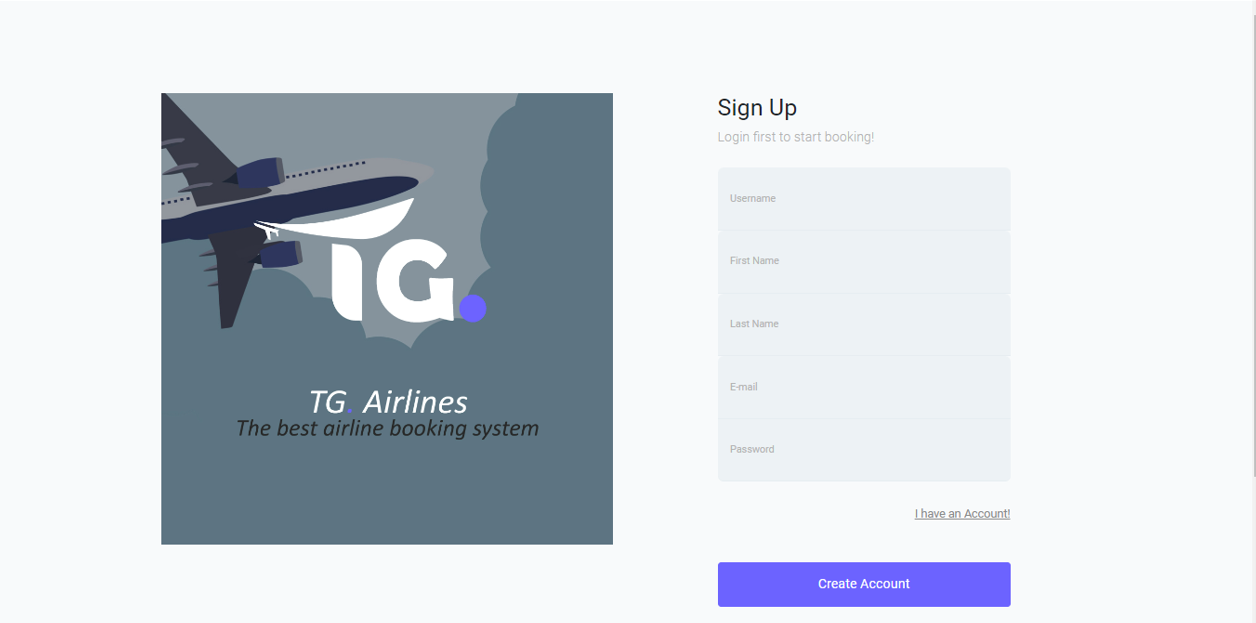 TG.
TG. Airlines
The best airline booking system
Sign Up
Login first to start booking!
Username
First Name
Last Name
E-mail
Password
I have an Account!
Create Account